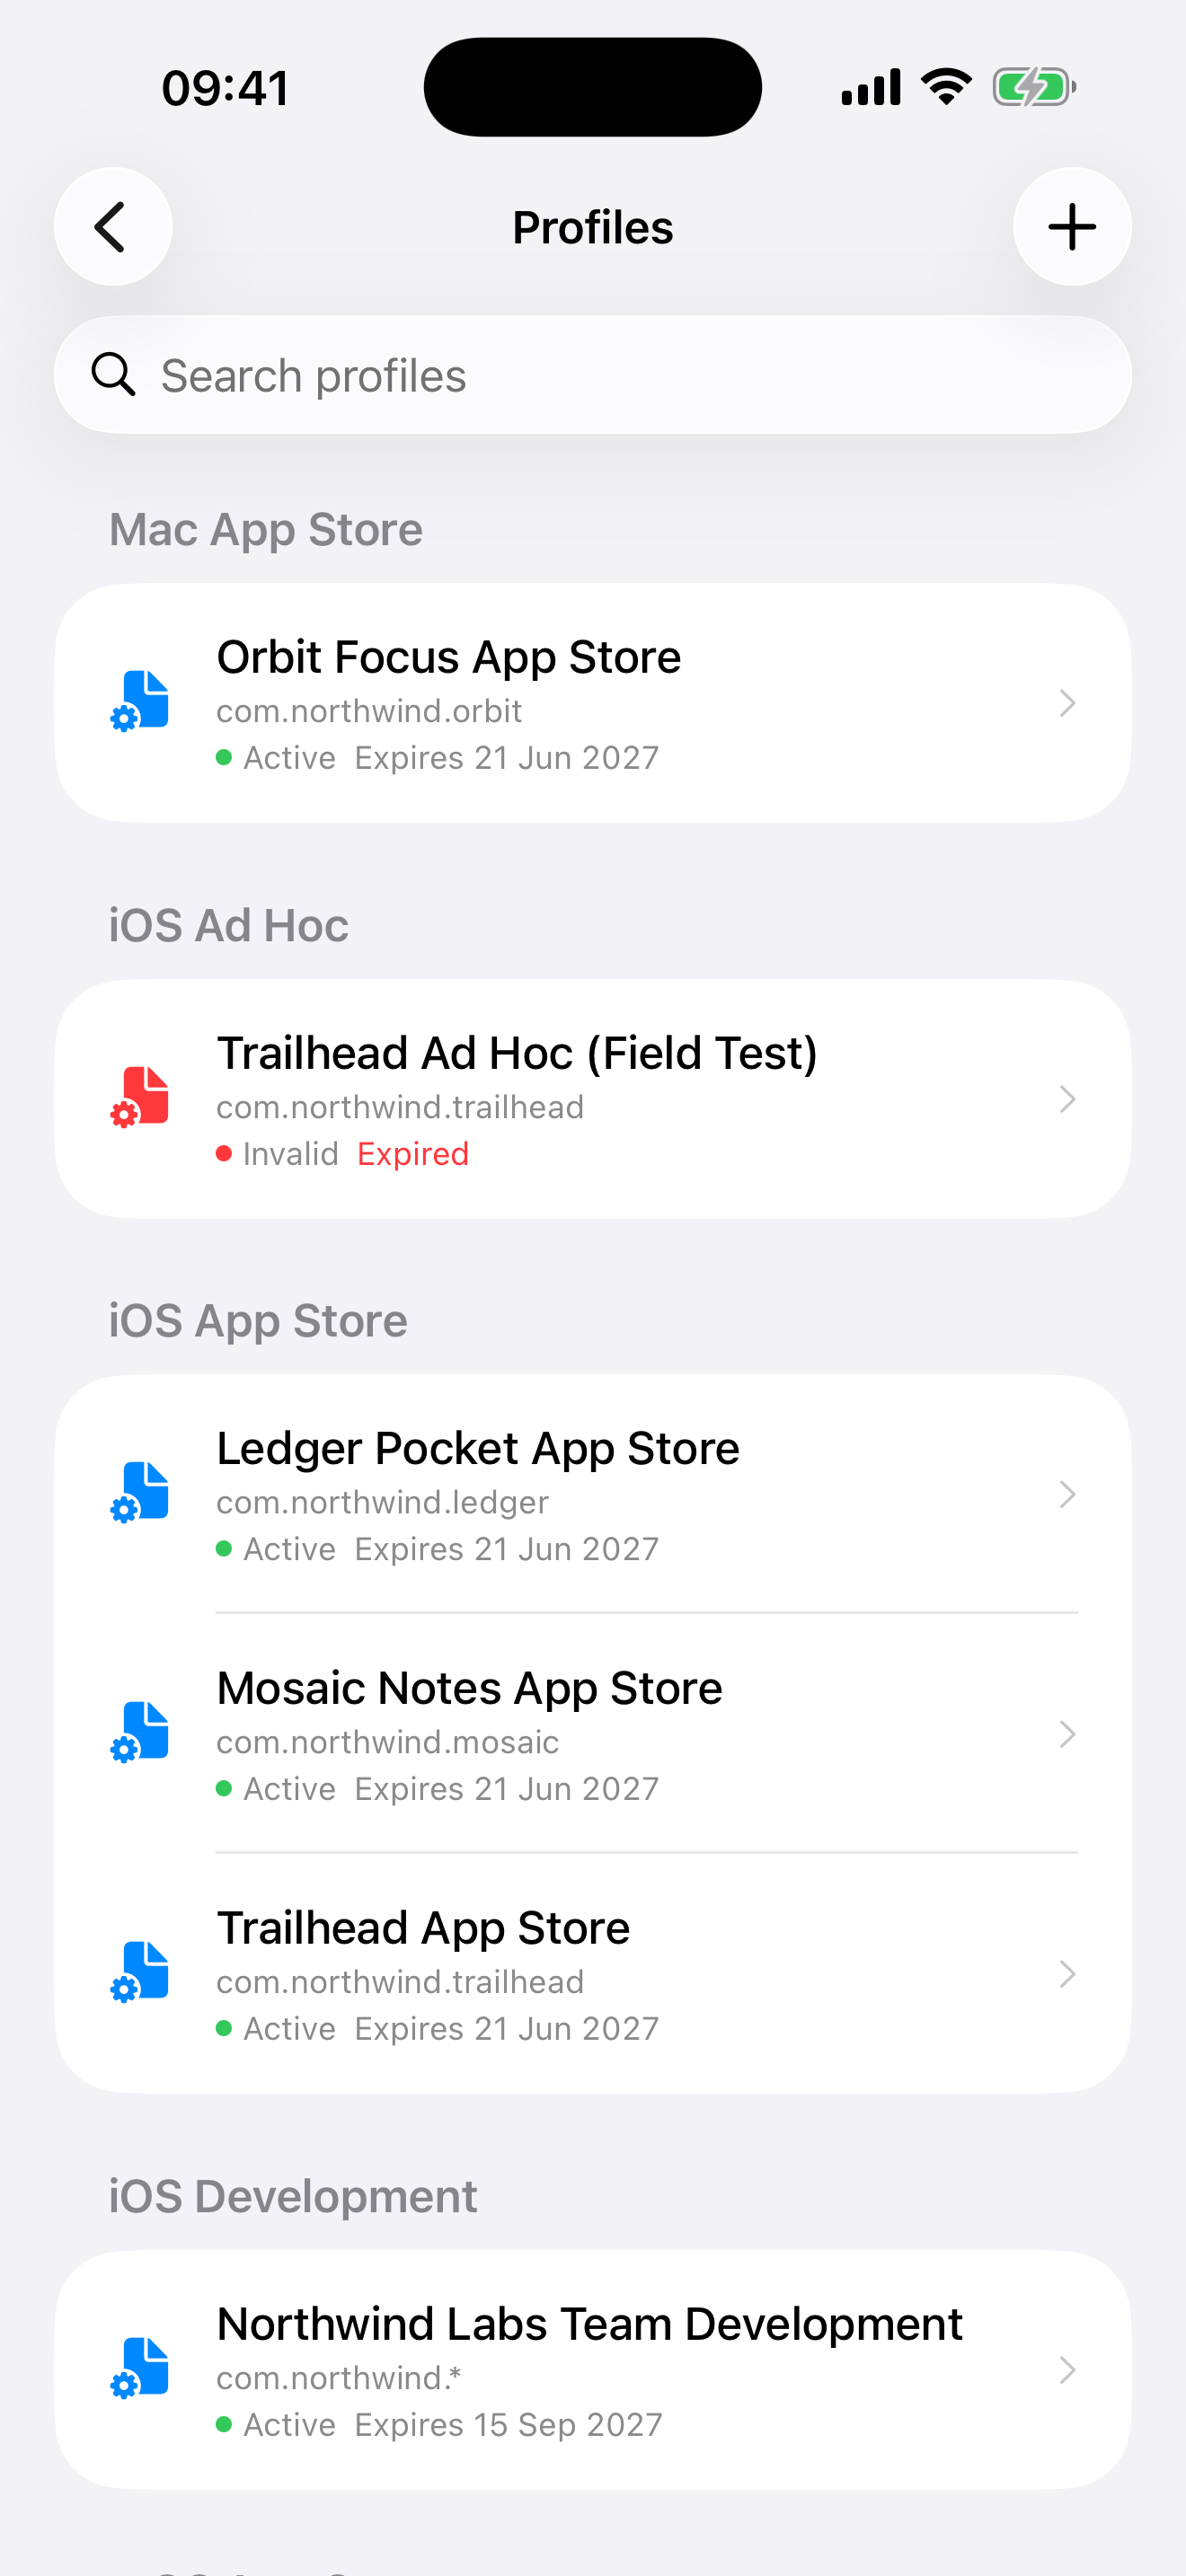 09:41
Profiles
Search profiles
Mac App Store
Orbit Focus App Store
com.northwind.orbit
Active Expires 21 Jun 2027
iOS Ad Hoc
Trailhead Ad Hoc (Field Test)
com.northwind.trailhead
Invalid Expired
iOS App Store
Ledger Pocket App Store
com.northwind.ledger
Active Expires 21 Jun 2027
Mosaic Notes App Store
com.northwind.mosaic
Active Expires 21 Jun 2027
Trailhead App Store
com.northwind.trailhead
Active Expires 21 Jun 2027
iOS Development
Northwind Labs Team Development
com.northwind.*
Active Expires 15 Sep 2027